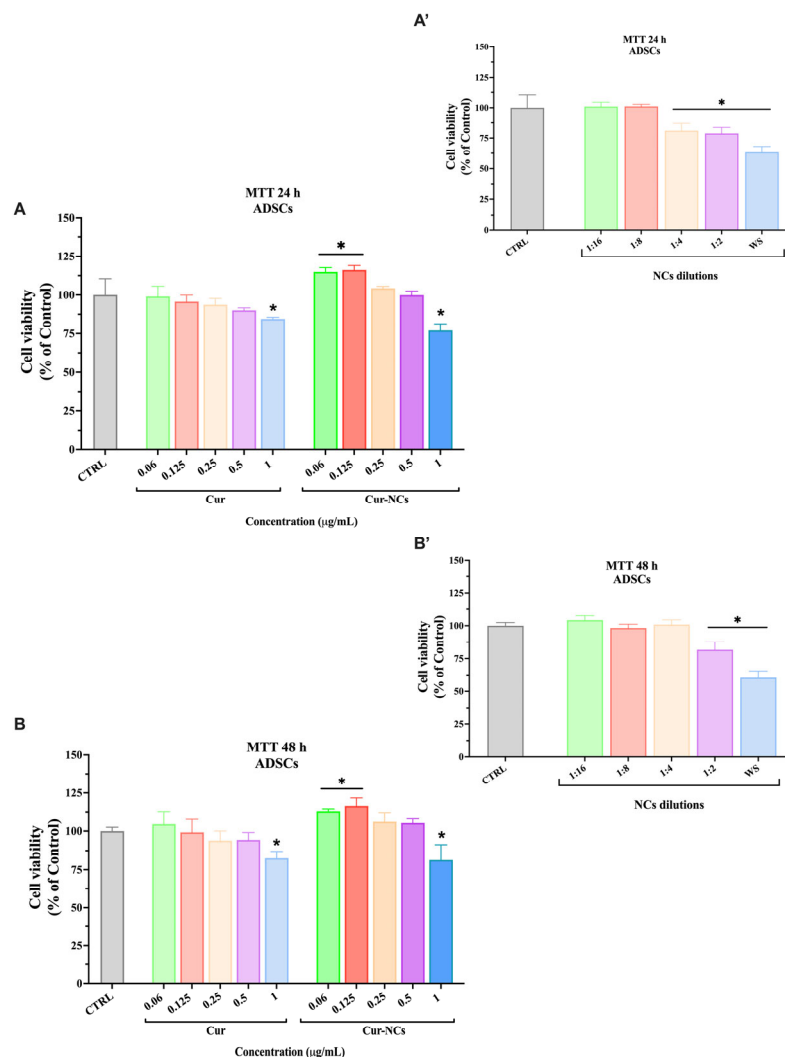 A'
MTT 24 h
ADSCs
*
150
125
100
75
50
25
0
Cell viability
(% of Control)
CTRL
1:16
1:8
1:4
1:2
WS
NCs dilutions
A
MTT 24 h
ADSCs
150
125
100
75
50
25
0
Cell viability
(% of Control)
*
*
*
CTRL
0.06
0.125
0.25
0.5
1
0.06
0.125
0.25
0.5
1
Cur
Cur-NCs
Concentration (μg/mL)
B'
MTT 48 h
ADSCs
*
150
125
100
75
50
25
0
Cell viability
(% of Control)
CTRL
1:16
1:8
1:4
1:2
WS
NCs dilutions
B
MTT 48 h
ADSCs
150
125
100
75
50
25
0
Cell viability
(% of Control)
*
*
*
CTRL
0.06
0.125
0.25
0.5
1
0.06
0.125
0.25
0.5
1
Cur
Cur-NCs
Concentration (μg/mL)